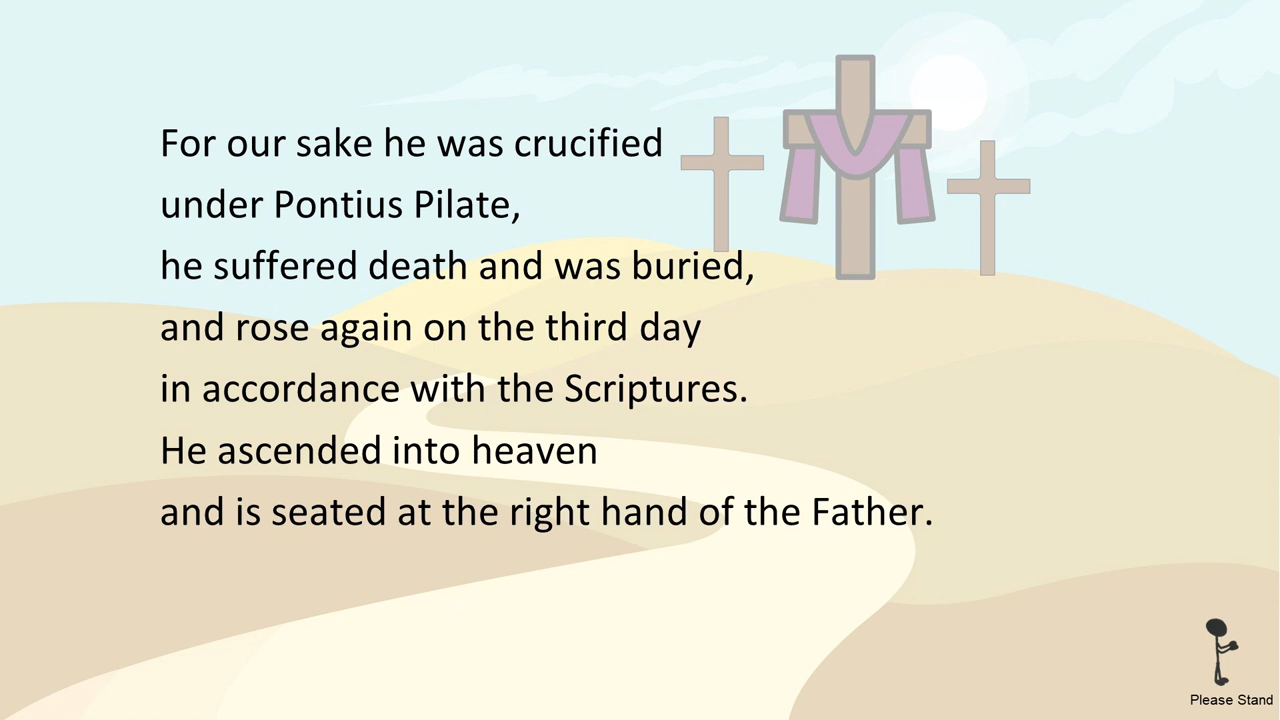 For our sake he was crucified
under Pontius Pilate,
he suffered death and was buried,
and rose again on the third day
in accordance with the Scriptures.
He ascended into heaven
and is seated at the right hand of the Father.
Please Stand